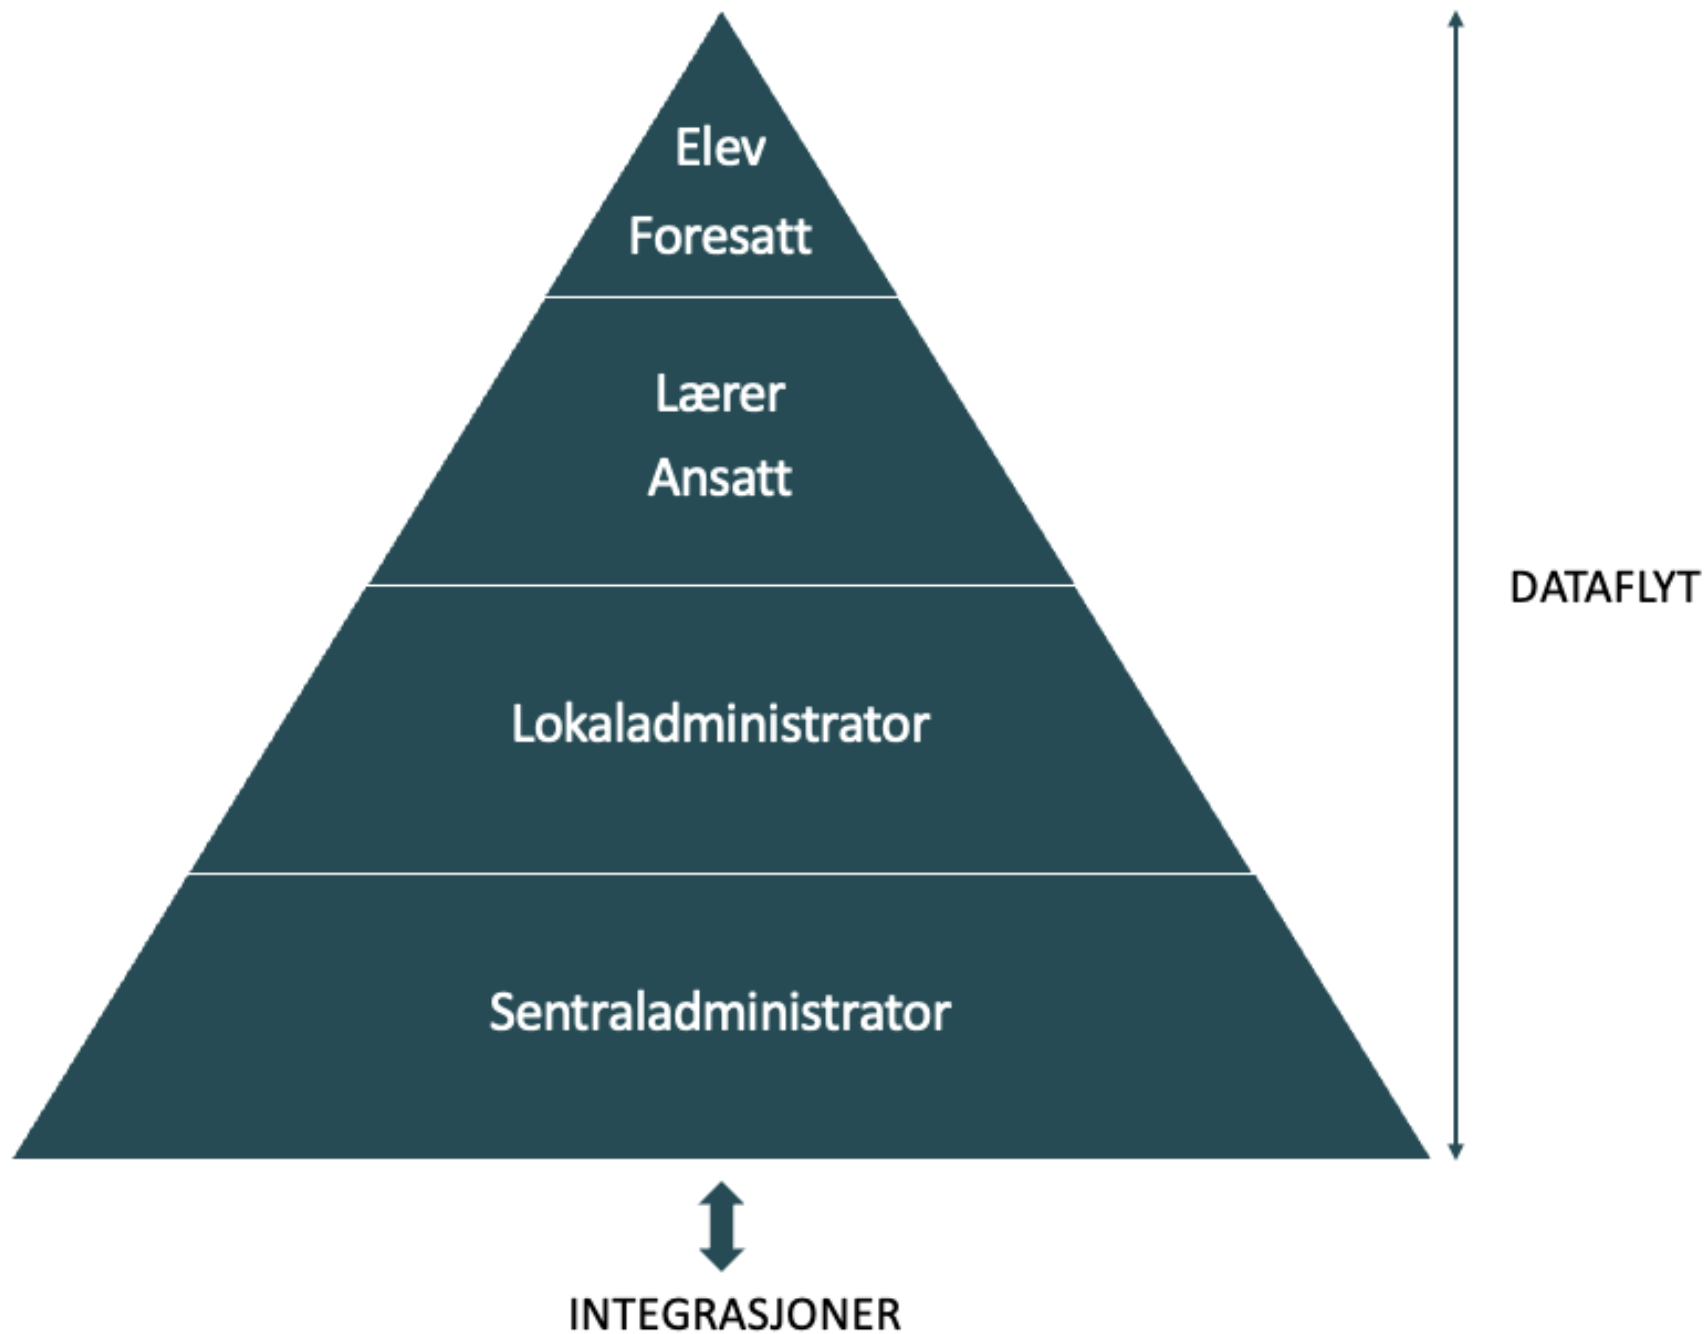 Elev
Foresatt
Lærer
Ansatt
DATAFLYT
Lokaladministrator
Sentraladministrator
INTEGRASJONER